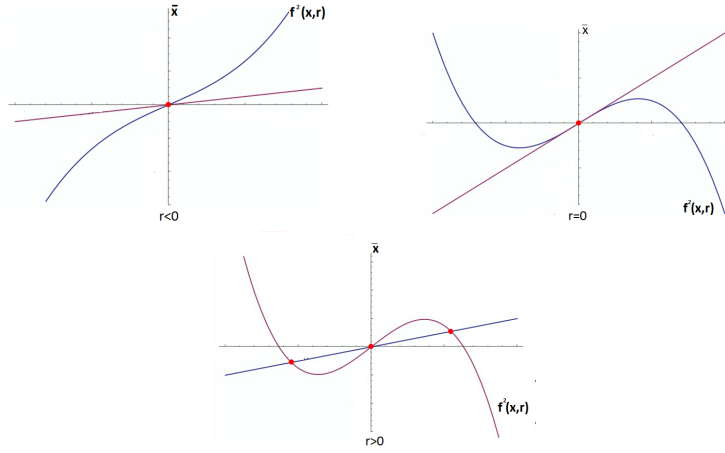 x̄
f²(x,r)
r<0
x̄
f²(x,r)
r=0
x̄
f²(x,r)
r>0